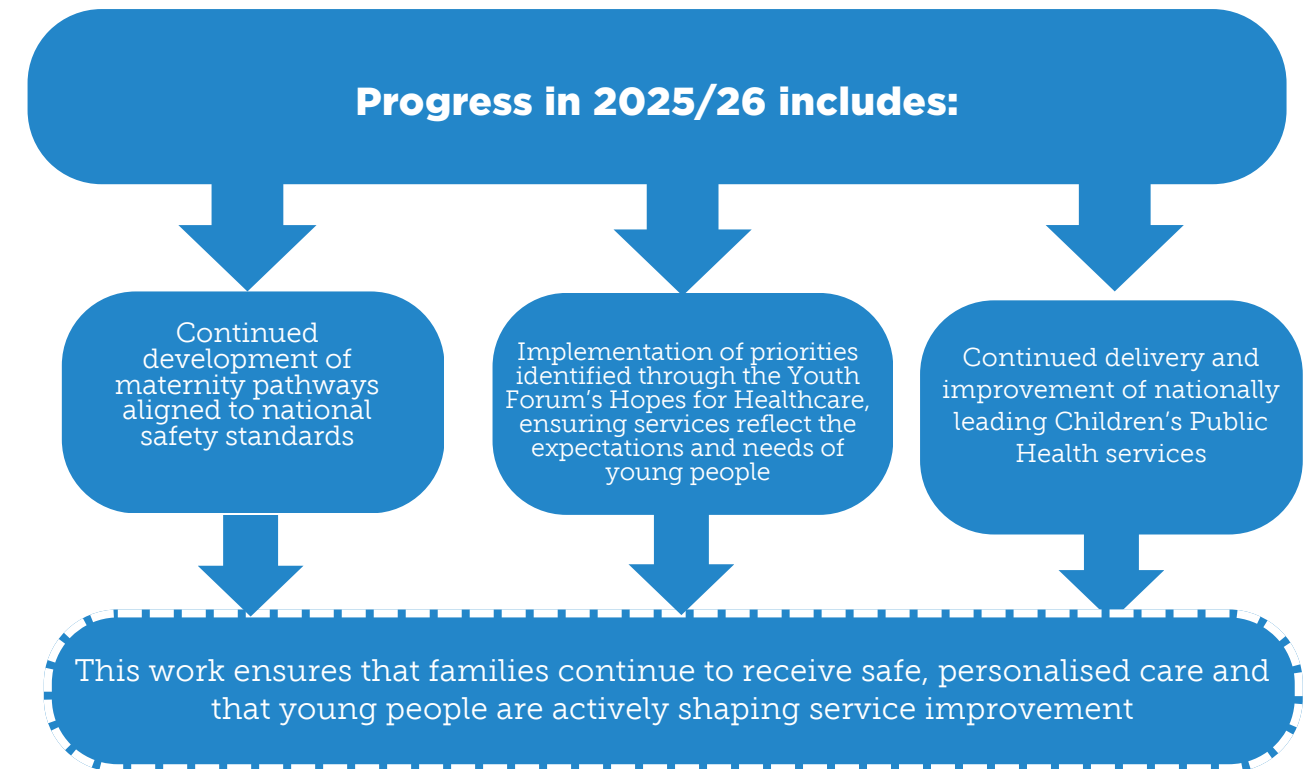 Progress in 2025/26 includes:
Continued
development of
maternity pathways
aligned to national
safety standards
Implementation of priorities
identified through the Youth
Forum's Hopes for Healthcare,
ensuring services reflect the
expectations and needs of
young people
Continued delivery and
improvement of nationally
leading Children's Public
Health services
This work ensures that families continue to receive safe, personalised care and
that young people are actively shaping service improvement